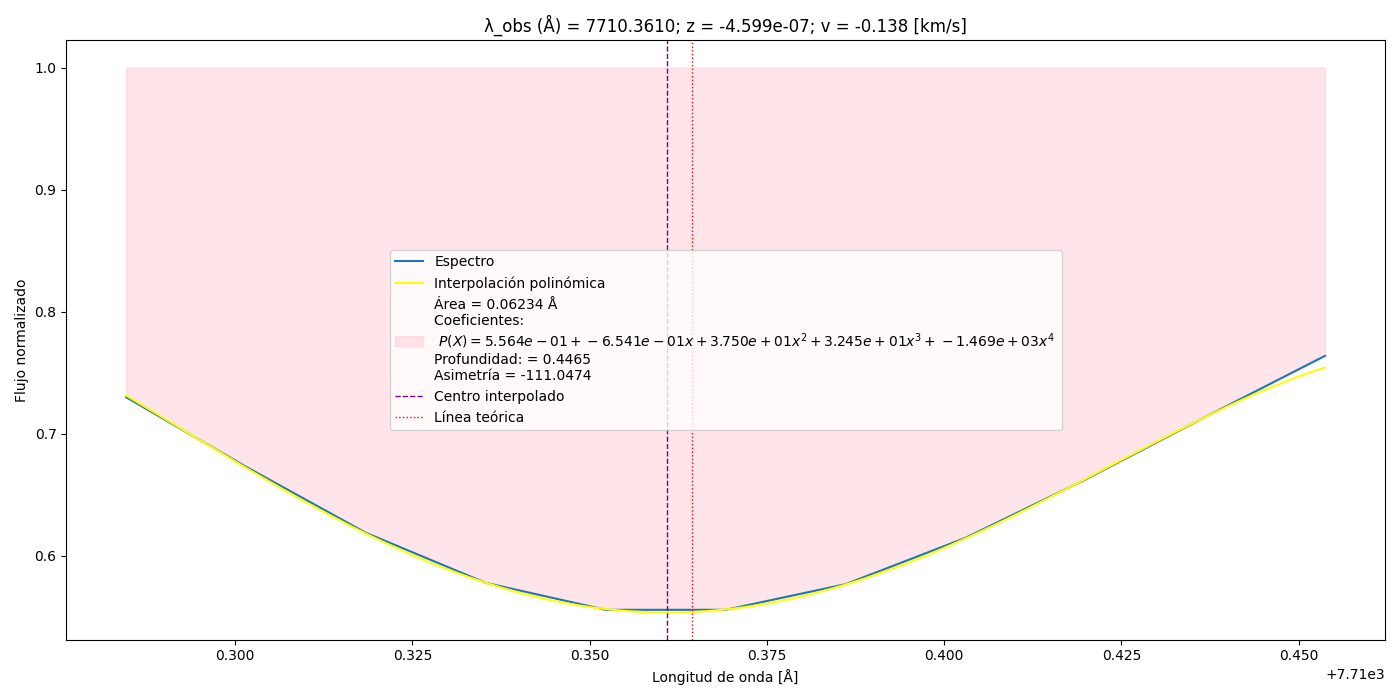 λ_obs (Å) = 7710.3610; z = -4.599e-07; v = -0.138 [km/s]
Flujo normalizado
1.0
0.9
0.8
0.7
0.6
Espectro
Interpolación polinómica
Área = 0.06234 Å
Coeficientes:
P(X) = 5.564e − 01 + −6.541e − 01x + 3.750e + 01x² + 3.245e + 01x³ + −1.469e + 03x⁴
Profundidad: = 0.4465
Asimetría = -111.0474
Centro interpolado
Línea teórica
0.300
0.325
0.350
0.375
0.400
0.425
0.450
+7.71e3
Longitud de onda [Å]